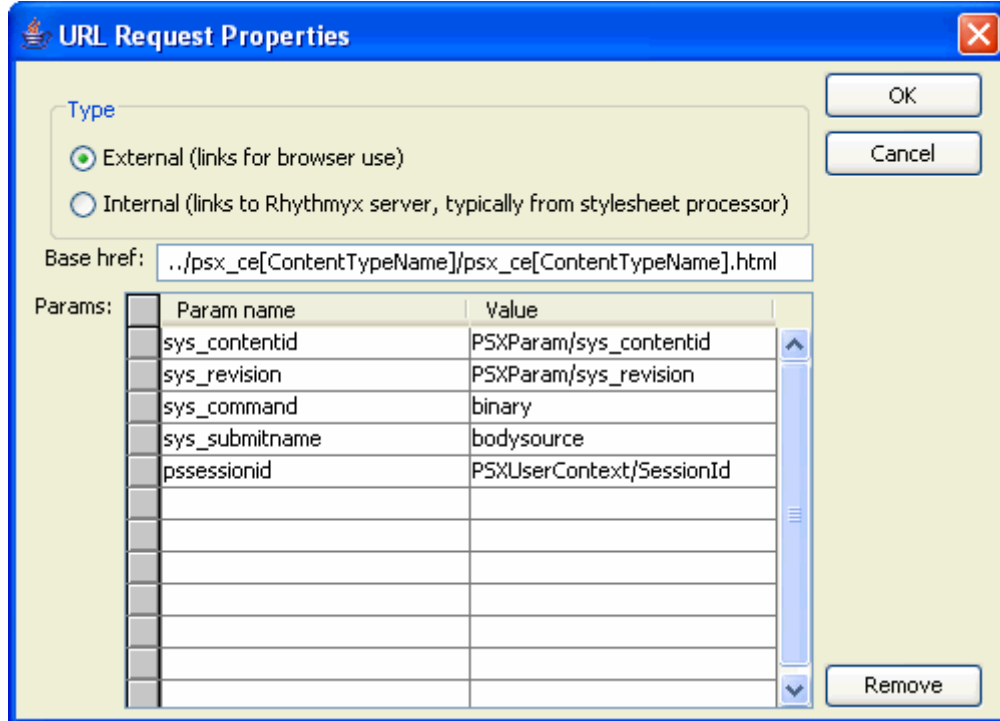 URL Request Properties
OK
Type
External (links for browser use)
Cancel
Internal (links to Rhythmyx server, typically from stylesheet processor)
Base href: ../psx_ce[ContentTypeName]/psx_ce[ContentTypeName].html
Params: Param name Value
sys_contentid PSXParam/sys_contentid
sys_revision PSXParam/sys_revision
sys_command binary
sys_submitname bodysource
pssessionid PSXUserContext/SessionId
Remove